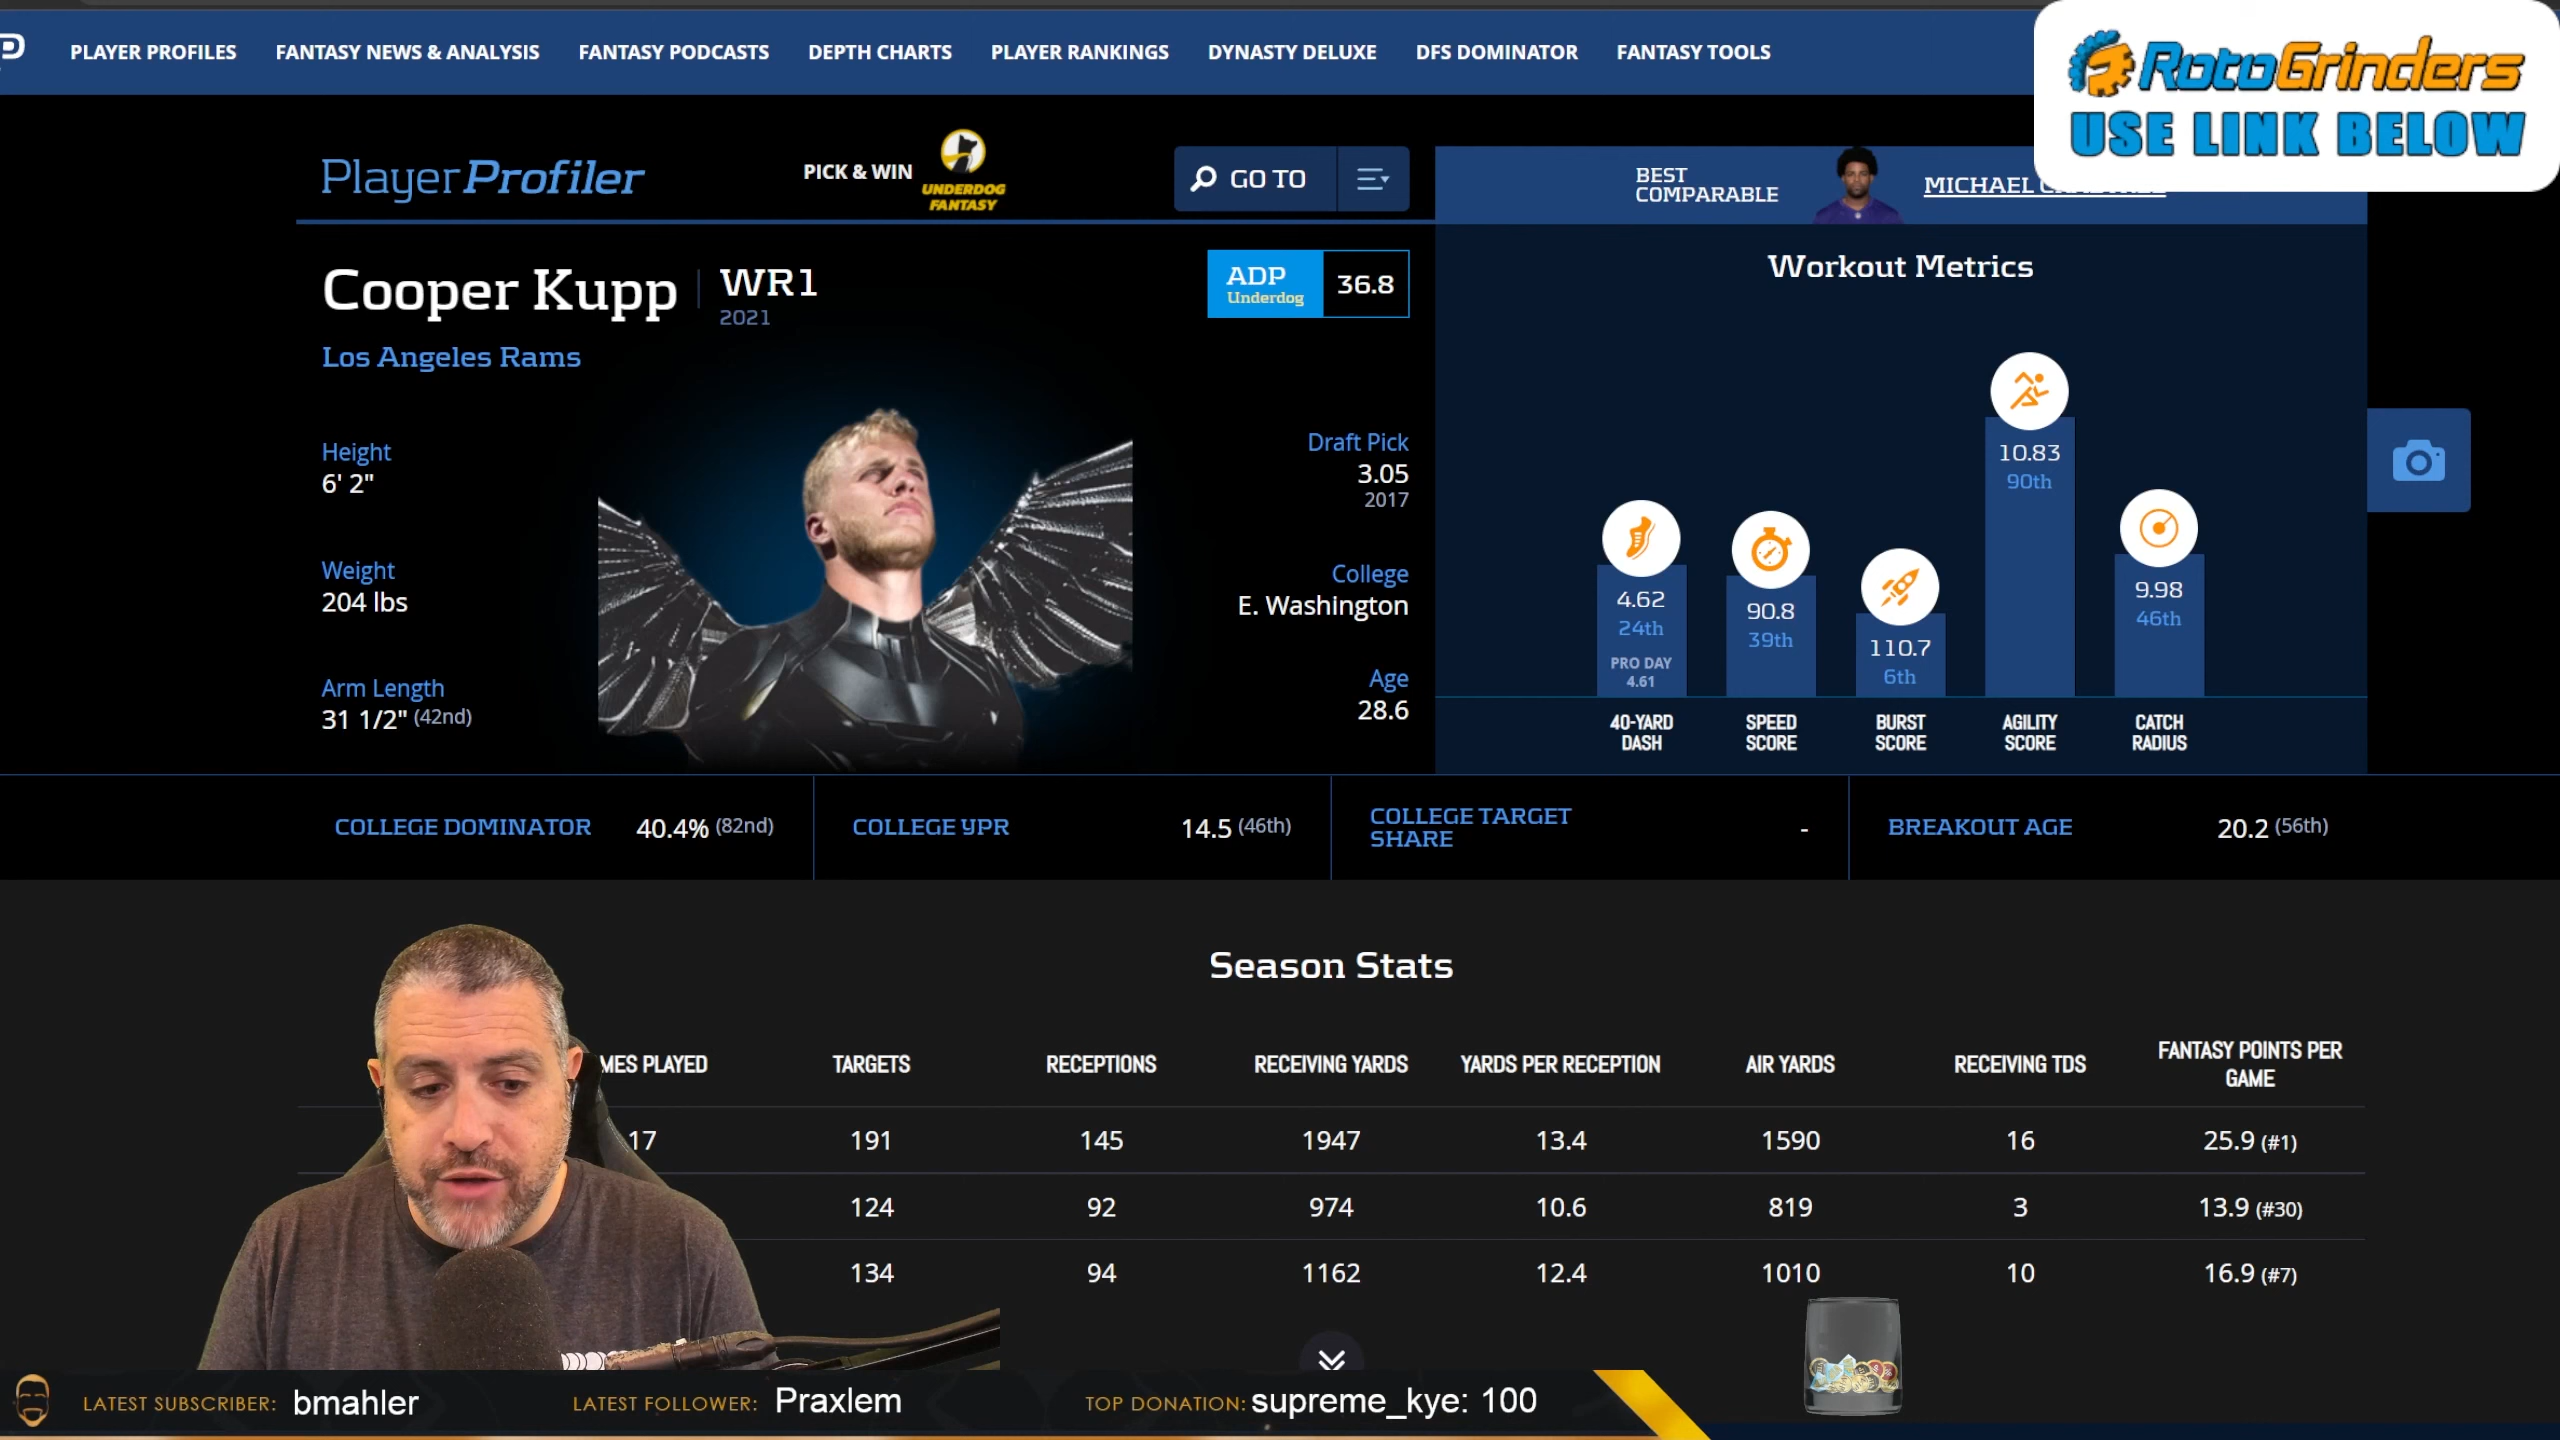 PLAYER PROFILES FANTASY NEWS & ANALYSIS FANTASY PODCASTS DEPTH CHARTS PLAYER RANKINGS DYNASTY DELUXE DFS DOMINATOR FANTASY TOOLS
RotoGrinders
USE LINK BELOW
PlayerProfiler
PICK & WIN
UNDERDOG
FANTASY
GO TO
BEST
COMPARABLE
MICHAEL
Cooper Kupp
WR1
2021
ADP
Underdog
36.8
Los Angeles Rams
Height
6' 2"
Weight
204 lbs
Arm Length
31 1/2" (42nd)
Draft Pick
3.05
2017
College
E. Washington
Age
28.6
Workout Metrics
4.62
24th
PRO DAY
4.61
40-YARD
DASH
90.8
39th
SPEED
SCORE
110.7
6th
BURST
SCORE
10.83
90th
AGILITY
SCORE
9.98
46th
CATCH
RADIUS
COLLEGE DOMINATOR 40.4% (82nd)
COLLEGE YPR 14.5 (46th)
COLLEGE TARGET
SHARE
-
BREAKOUT AGE 20.2 (56th)
Season Stats
MES PLAYED TARGETS RECEPTIONS RECEIVING YARDS YARDS PER RECEPTION AIR YARDS RECEIVING TDS FANTASY POINTS PER
GAME
17 191 145 1947 13.4 1590 16 25.9 (#1)
124 92 974 10.6 819 3 13.9 (#30)
134 94 1162 12.4 1010 10 16.9 (#7)
LATEST SUBSCRIBER: bmahler LATEST FOLLOWER: Praxlem TOP DONATION: supreme_kye: 100